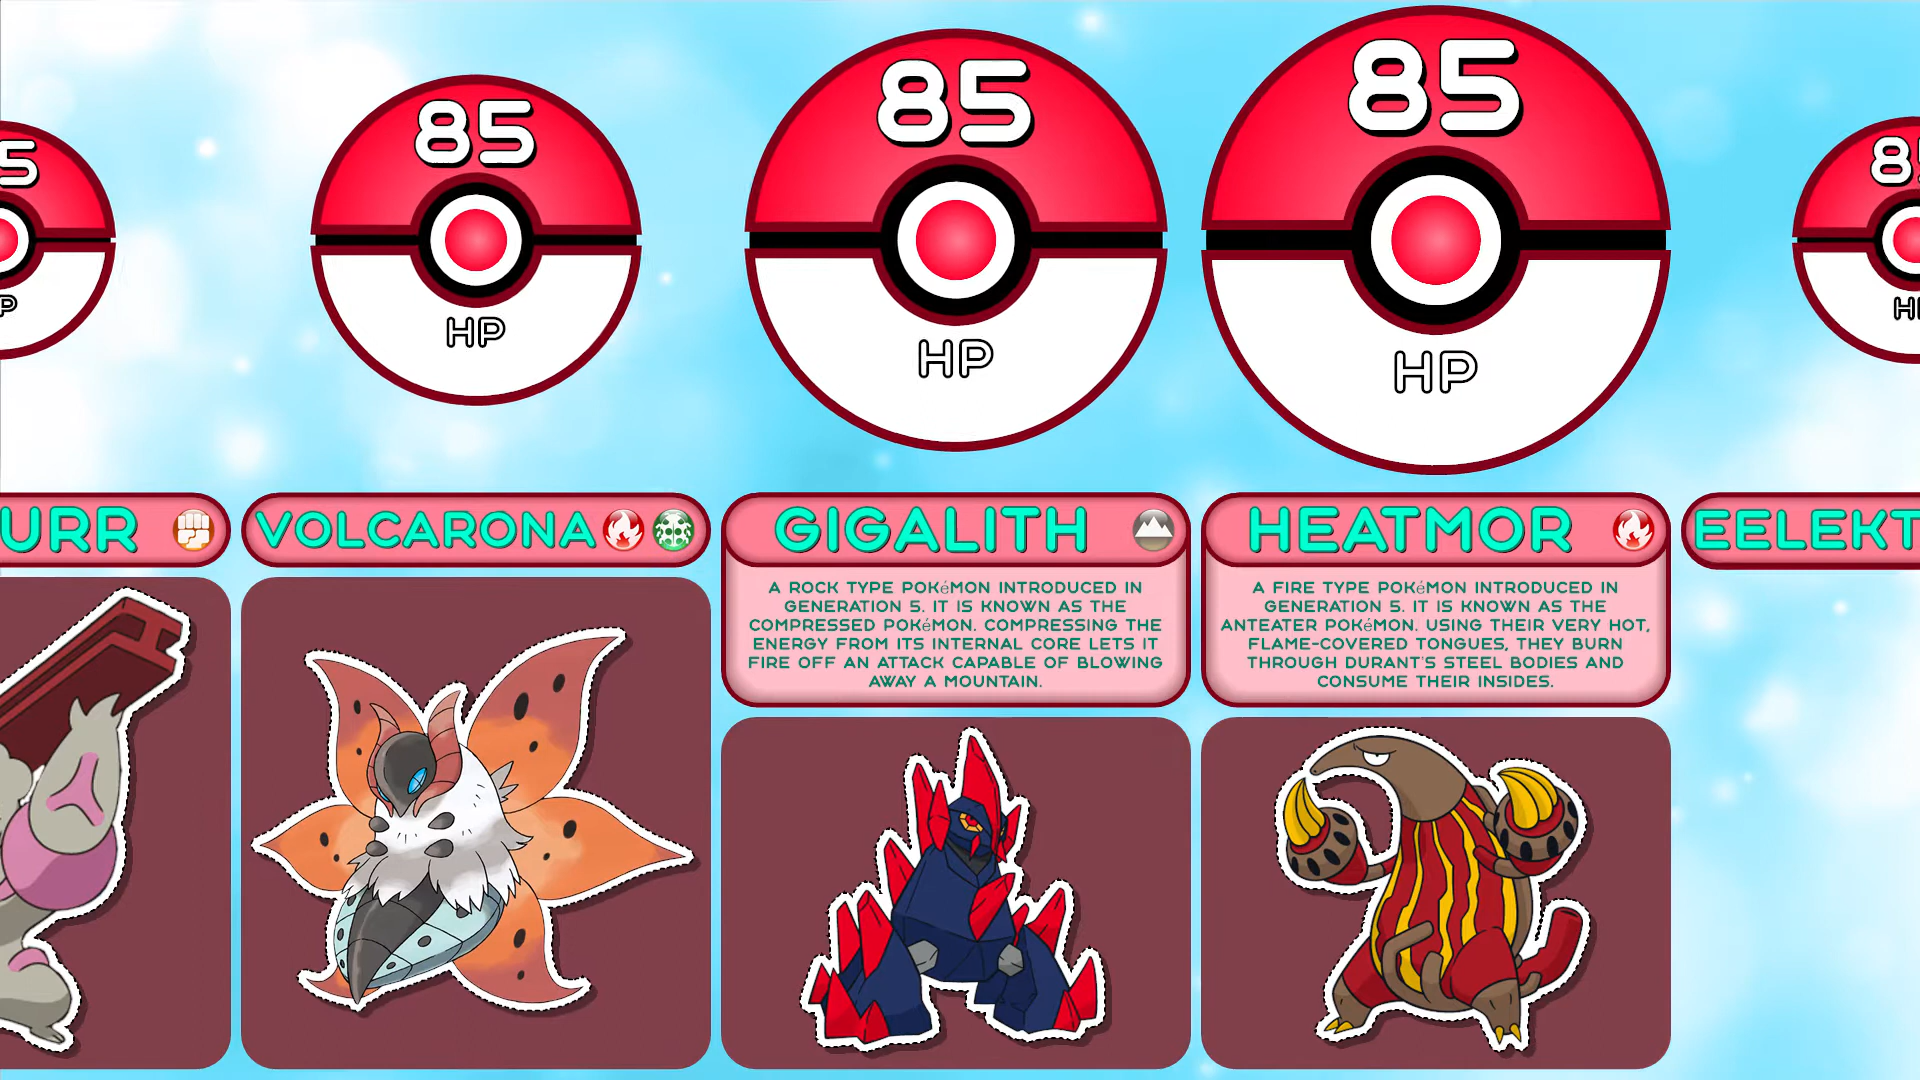 5
P
URR
85
HP
VOLCARONA
85
HP
GIGALITH
A ROCK TYPE POKéMON INTRODUCED IN
GENERATION 5. IT IS KNOWN AS THE
COMPRESSED POKéMON. COMPRESSING THE
ENERGY FROM ITS INTERNAL CORE LETS IT
FIRE OFF AN ATTACK CAPABLE OF BLOWING
AWAY A MOUNTAIN.
85
HP
HEATMOR
A FIRE TYPE POKéMON INTRODUCED IN
GENERATION 5. IT IS KNOWN AS THE
ANTEATER POKéMON. USING THEIR VERY HOT,
FLAME-COVERED TONGUES, THEY BURN
THROUGH DURANT'S STEEL BODIES AND
CONSUME THEIR INSIDES.
85
HP
EELEKT